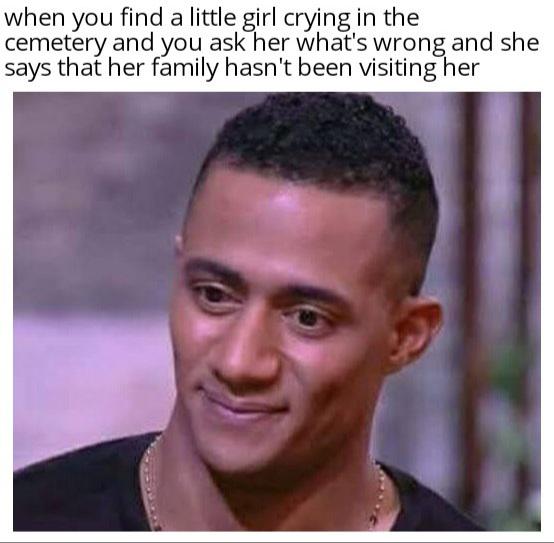 when you find a little girl crying in the
cemetery and you ask her what's wrong and she
says that her family hasn't been visiting her